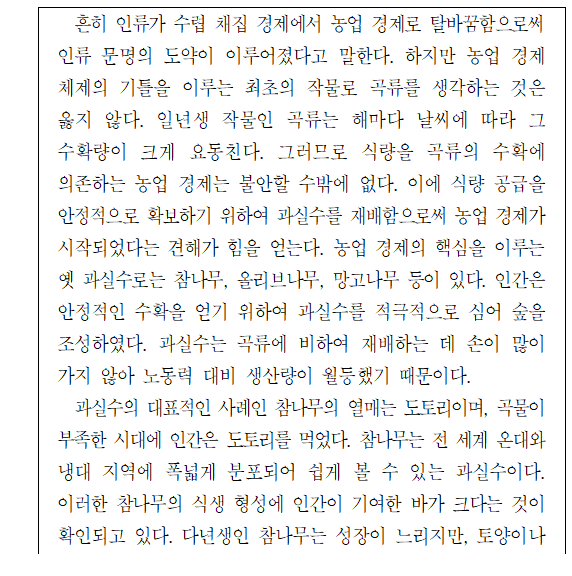 흔히 인류가 수렵 채집 경제에서 농업 경제로 탈바꿈함으로써
인류 문명의 도약이 이루어졌다고 말한다. 하지만 농업 경제
체제의 기틀을 이루는 최초의 작물로 곡류를 생각하는 것은
옳지 않다. 일년생 작물인 곡류는 해마다 날씨에 따라 그
수확량이 크게 요동친다. 그러므로 식량을 곡류의 수확에
의존하는 농업 경제는 불안할 수밖에 없다. 이에 식량 공급을
안정적으로 확보하기 위하여 과실수를 재배함으로써 농업 경제가
시작되었다는 견해가 힘을 얻는다. 농업 경제의 핵심을 이루는
옛 과실수로는 참나무, 올리브나무, 망고나무 등이 있다. 인간은
안정적인 수확을 얻기 위하여 과실수를 적극적으로 심어 숲을
조성하였다. 과실수는 곡류에 비하여 재배하는 데 손이 많이
가지 않아 노동력 대비 생산량이 월등했기 때문이다.
과실수의 대표적인 사례인 참나무의 열매는 도토리이며, 곡물이
부족한 시대에 인간은 도토리를 먹었다. 참나무는 전 세계 온대와
냉대 지역에 폭넓게 분포되어 쉽게 볼 수 있는 과실수이다.
이러한 참나무의 식생 형성에 인간이 기여한 바가 크다는 것이
확인되고 있다. 다년생인 참나무는 성장이 느리지만, 토양이나